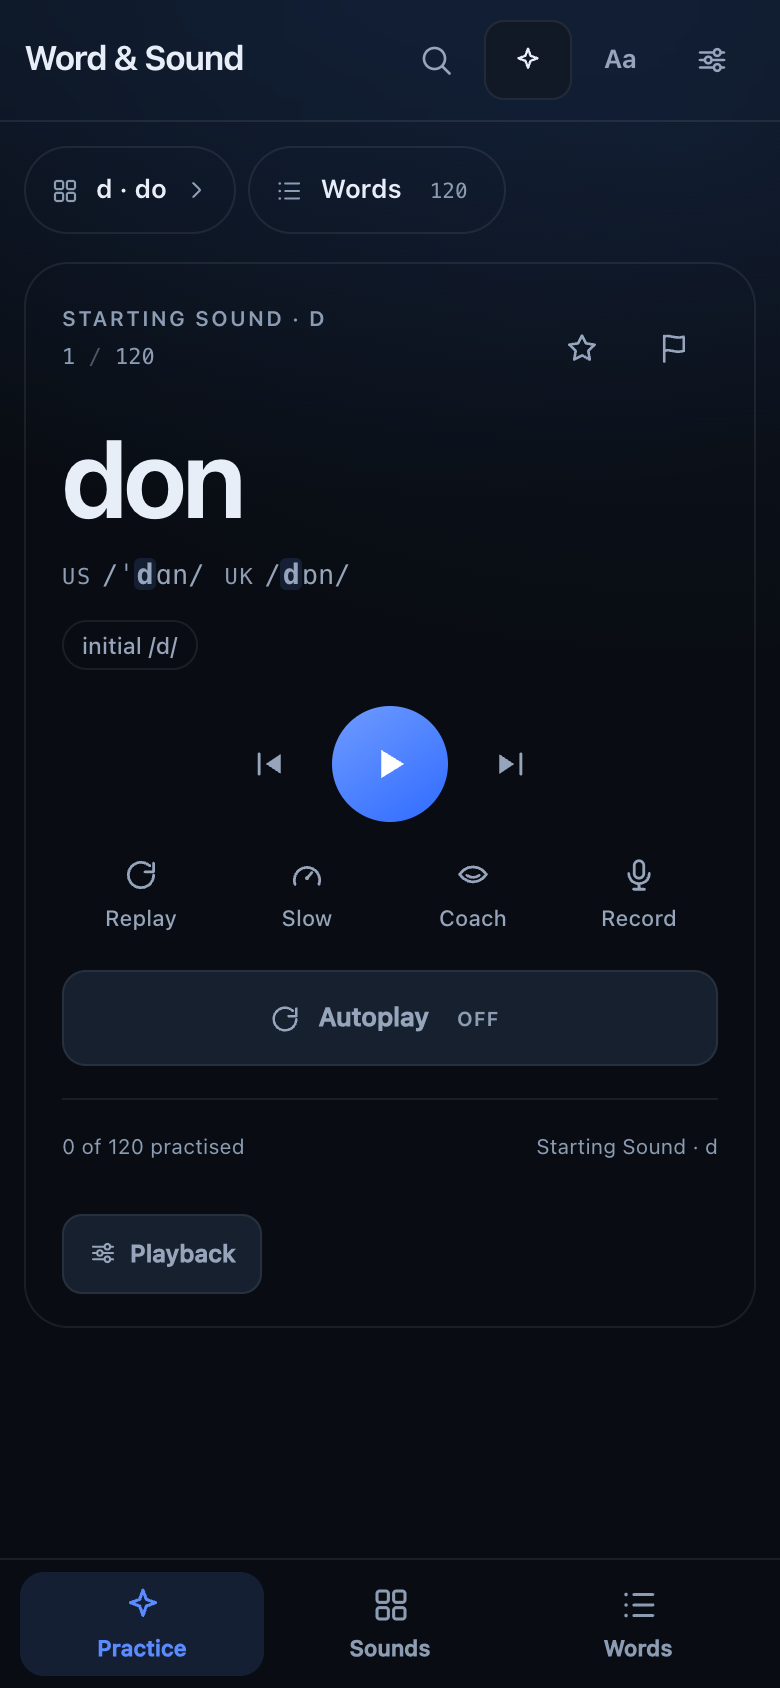 Word & Sound
Aa
d · do
Words 120
STARTING SOUND · D
1 / 120
don
US /ˈdɑn/ UK /dɒn/
initial /d/
Replay Slow Coach Record
Autoplay OFF
0 of 120 practised Starting Sound · d
Playback
Practice Sounds Words